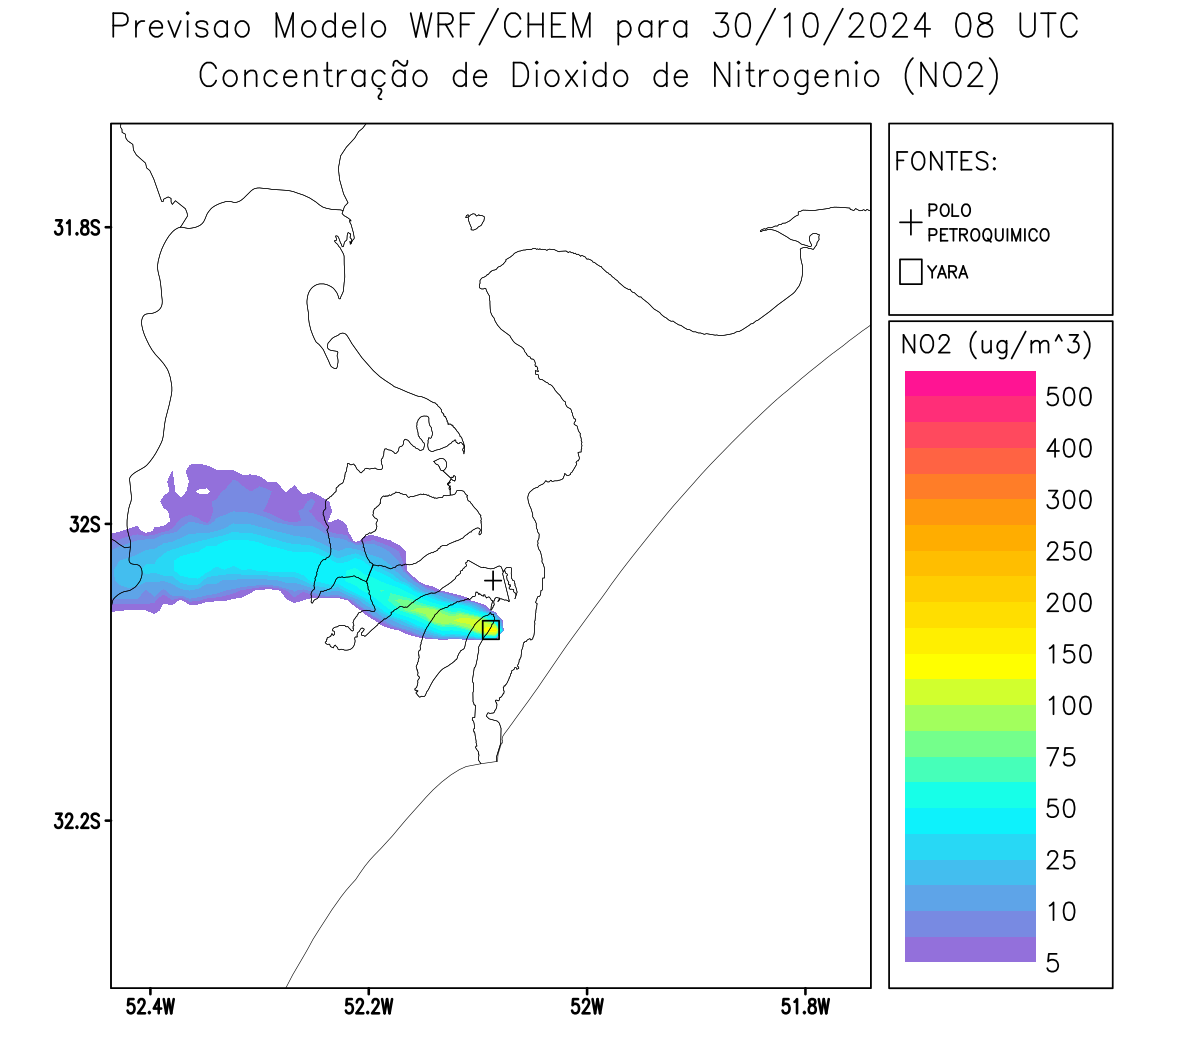 Previsao Modelo WRF/CHEM para 30/10/2024 08 UTC
Concentração de Dioxido de Nitrogenio (NO2)
FONTES:
POLO
PETROQUIMICO
YARA
NO2 (ug/m^3)
500
400
300
250
200
150
100
75
50
25
10
5
31.8S
32S
32.2S
52.4W
52.2W
52W
51.8W